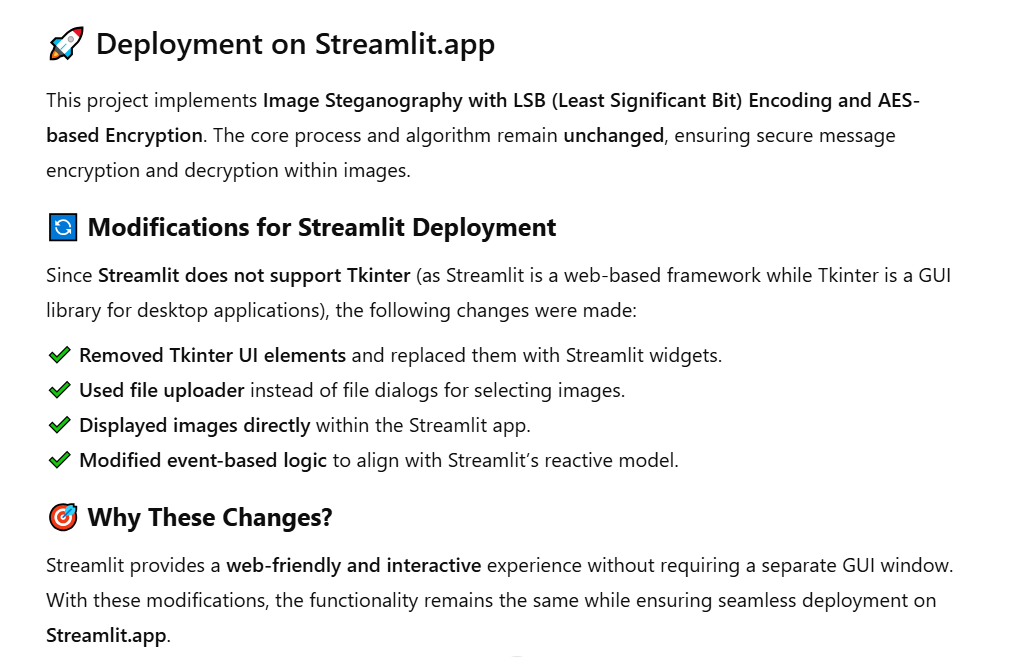 🚀 Deployment on Streamlit.app
This project implements Image Steganography with LSB (Least Significant Bit) Encoding and AES-
based Encryption. The core process and algorithm remain unchanged, ensuring secure message
encryption and decryption within images.
🔄 Modifications for Streamlit Deployment
Since Streamlit does not support Tkinter (as Streamlit is a web-based framework while Tkinter is a GUI
library for desktop applications), the following changes were made:
✔ Removed Tkinter UI elements and replaced them with Streamlit widgets.
✔ Used file uploader instead of file dialogs for selecting images.
✔ Displayed images directly within the Streamlit app.
✔ Modified event-based logic to align with Streamlit’s reactive model.
🎯 Why These Changes?
Streamlit provides a web-friendly and interactive experience without requiring a separate GUI window.
With these modifications, the functionality remains the same while ensuring seamless deployment on
Streamlit.app.